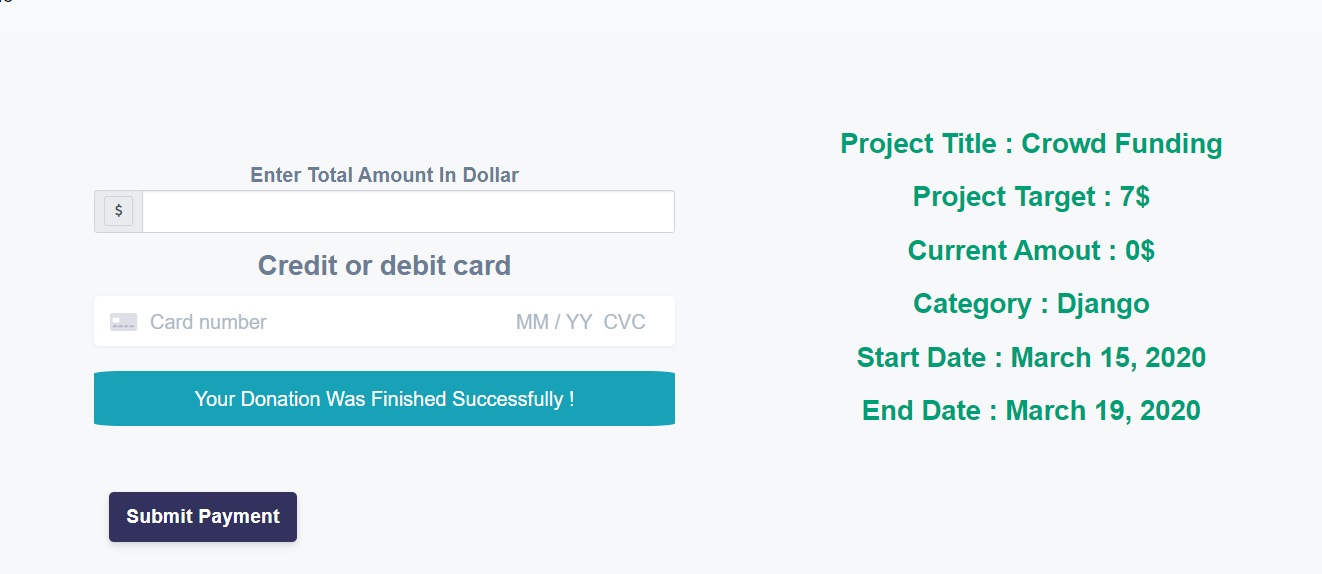 Enter Total Amount In Dollar
$
Credit or debit card
Card number MM / YY CVC
Your Donation Was Finished Successfully !
Submit Payment
Project Title : Crowd Funding
Project Target : 7$
Current Amout : 0$
Category : Django
Start Date : March 15, 2020
End Date : March 19, 2020